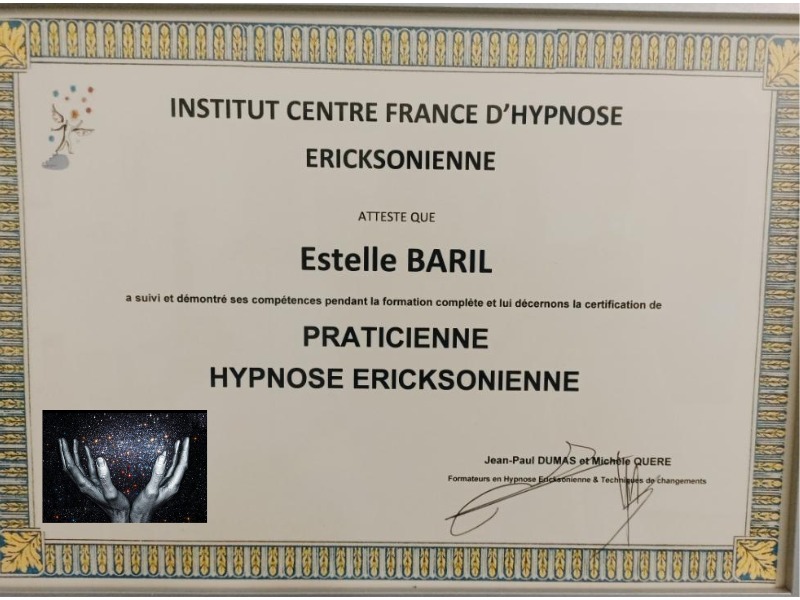 INSTITUT CENTRE FRANCE D’HYPNOSE
ERICKSONIENNE
ATTESTE QUE
Estelle BARIL
a suivi et démontré ses compétences pendant la formation complète et lui décernons la certification de
PRATICIENNE
HYPNOSE ERICKSONIENNE
Jean-Paul DUMAS et Michèle QUERE
Formateurs en Hypnose Ericksonienne & Techniques de changements